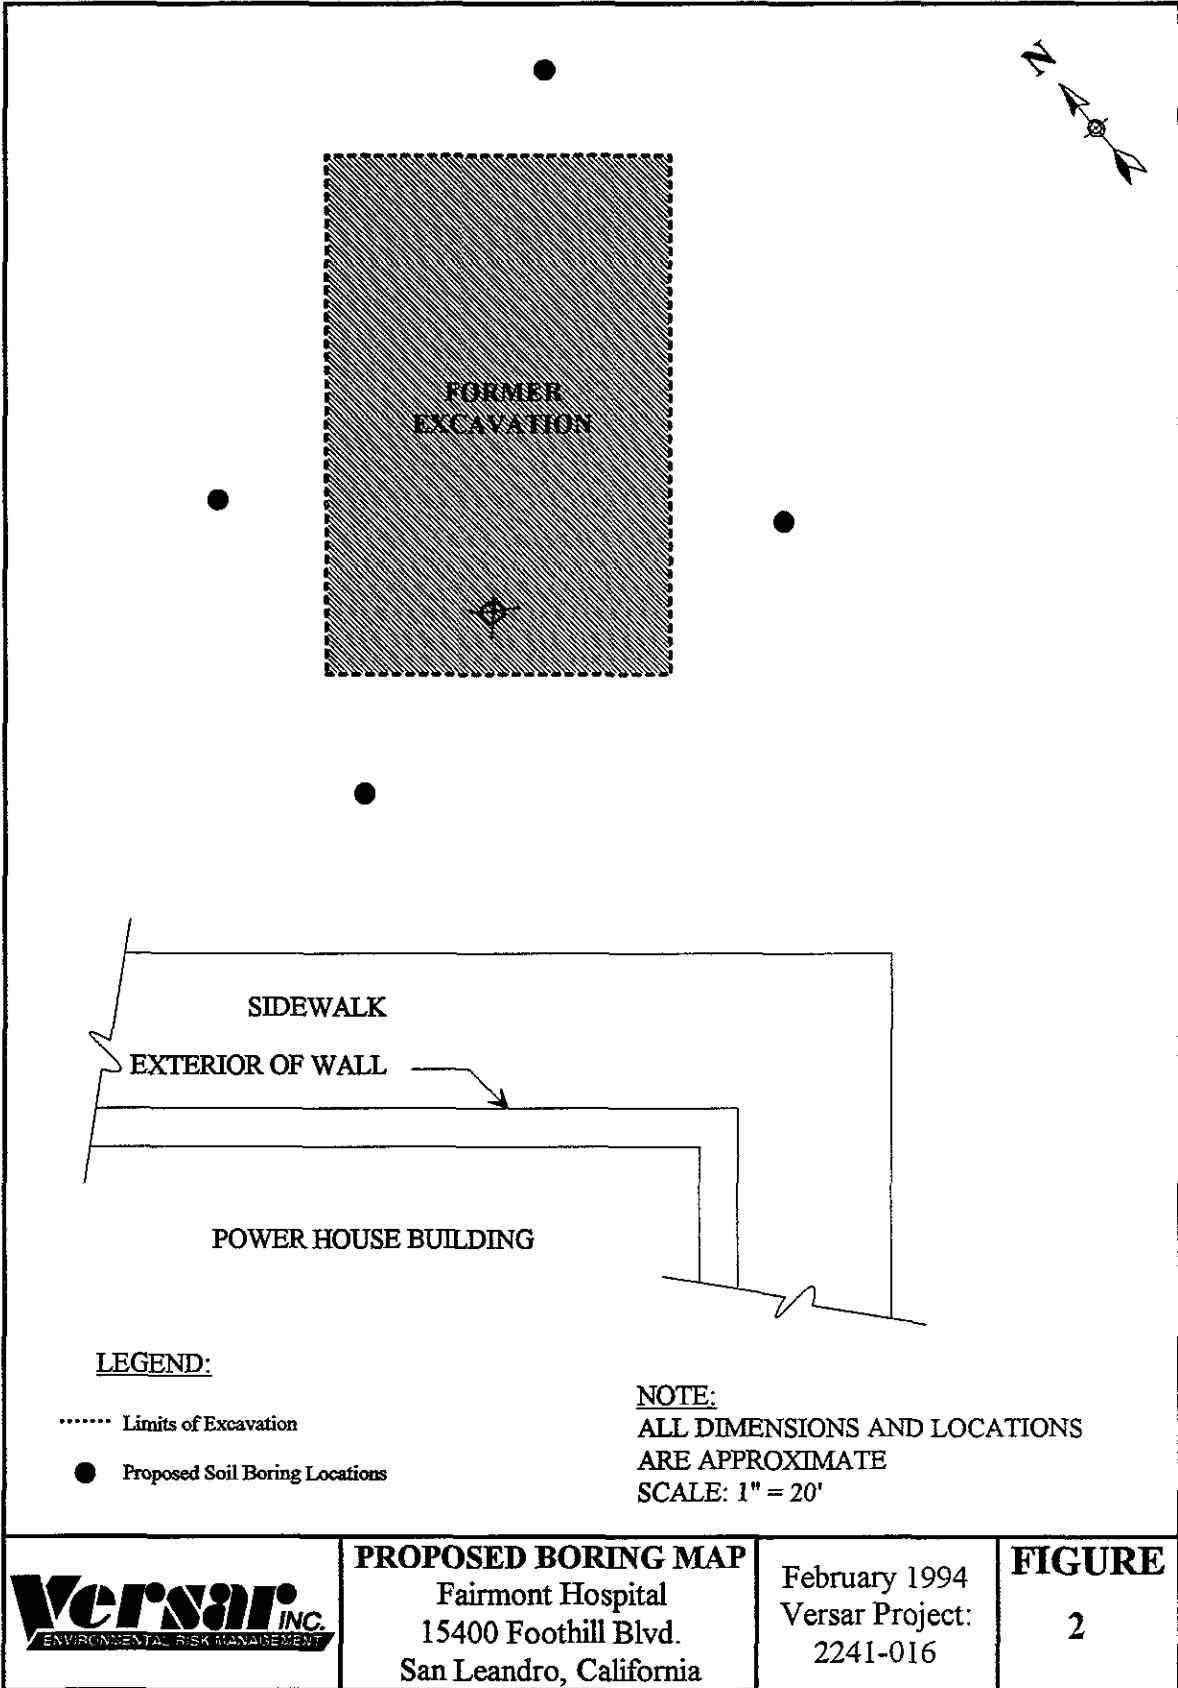 N
FORMER
EXCAVATION
SIDEWALK
EXTERIOR OF WALL
POWER HOUSE BUILDING
LEGEND:
Limits of Excavation
Proposed Soil Boring Locations
NOTE:
ALL DIMENSIONS AND LOCATIONS
ARE APPROXIMATE
SCALE: 1" = 20'
Versar INC.
ENVIRONMENTAL RISK MANAGEMENT
PROPOSED BORING MAP
Fairmont Hospital
15400 Foothill Blvd.
San Leandro, California
February 1994
Versar Project:
2241-016
FIGURE
2